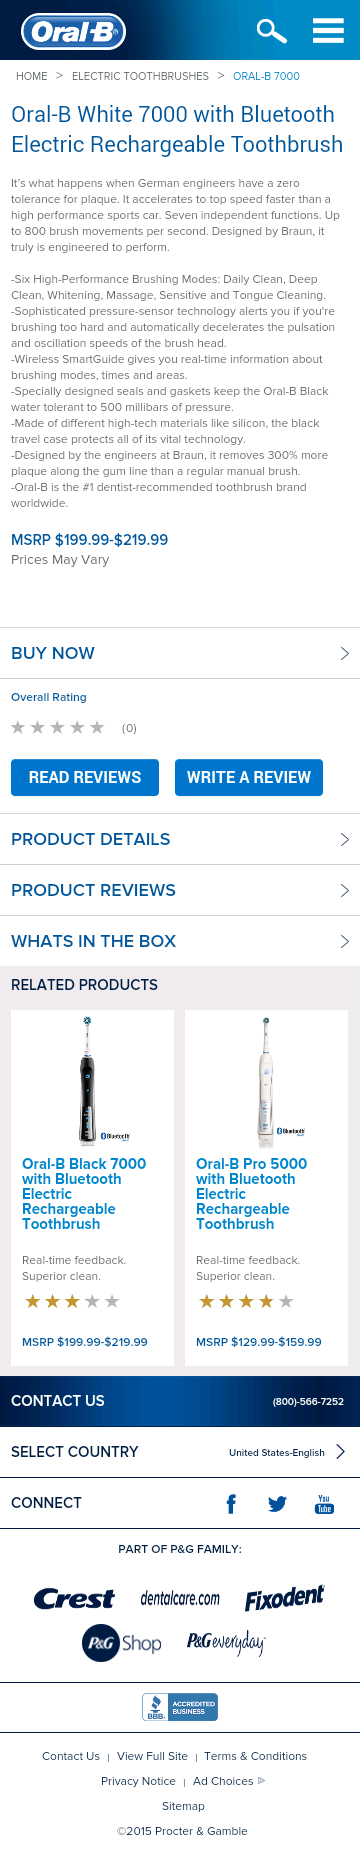 Oral-B
HOME > ELECTRIC TOOTHBRUSHES > ORAL-B 7000
Oral-B White 7000 with Bluetooth
Electric Rechargeable Toothbrush
It's what happens when German engineers have a zero
tolerance for plaque. It accelerates to top speed faster than a
high performance sports car. Seven independent functions. Up
to 800 brush movements per second. Designed by Braun, it
truly is engineered to perform.
-Six High-Performance Brushing Modes: Daily Clean, Deep
Clean, Whitening, Massage, Sensitive and Tongue Cleaning.
-Sophisticated pressure-sensor technology alerts you if you're
brushing too hard and automatically decelerates the pulsation
and oscillation speeds of the brush head.
-Wireless SmartGuide gives you real-time information about
brushing modes, times and areas.
-Specially designed seals and gaskets keep the Oral-B Black
water tolerant to 500 millibars of pressure.
-Made of different high-tech materials like silicon, the black
travel case protects all of its vital technology.
-Designed by the engineers at Braun, it removes 300% more
plaque along the gum line than a regular manual brush.
-Oral-B is the #1 dentist-recommended toothbrush brand
worldwide.
MSRP $199.99-$219.99
Prices May Vary
BUY NOW
Overall Rating
(0)
READ REVIEWS WRITE A REVIEW
PRODUCT DETAILS
PRODUCT REVIEWS
WHATS IN THE BOX
RELATED PRODUCTS
Bluetooth
Oral-B Black 7000
with Bluetooth
Electric
Rechargeable
Toothbrush
Real-time feedback.
Superior clean.
MSRP $199.99-$219.99
Bluetooth
Oral-B Pro 5000
with Bluetooth
Electric
Rechargeable
Toothbrush
Real-time feedback.
Superior clean.
MSRP $129.99-$159.99
CONTACT US (800)-566-7252
SELECT COUNTRY United States-English
CONNECT
You Tube
PART OF P&G FAMILY:
Crest dentalcare.com Fixodent
P&G Shop P&G everyday
BBB ACCREDITED
BUSINESS
Contact Us | View Full Site | Terms & Conditions
Privacy Notice | Ad Choices
Sitemap
©2015 Procter & Gamble